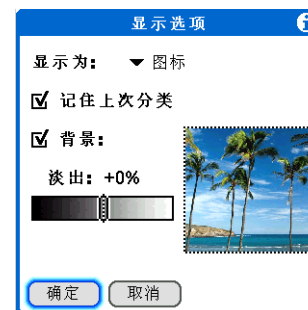 显示选项
显示为: 图标
记住上次分类
背景:
淡出: +0%
确定 取消